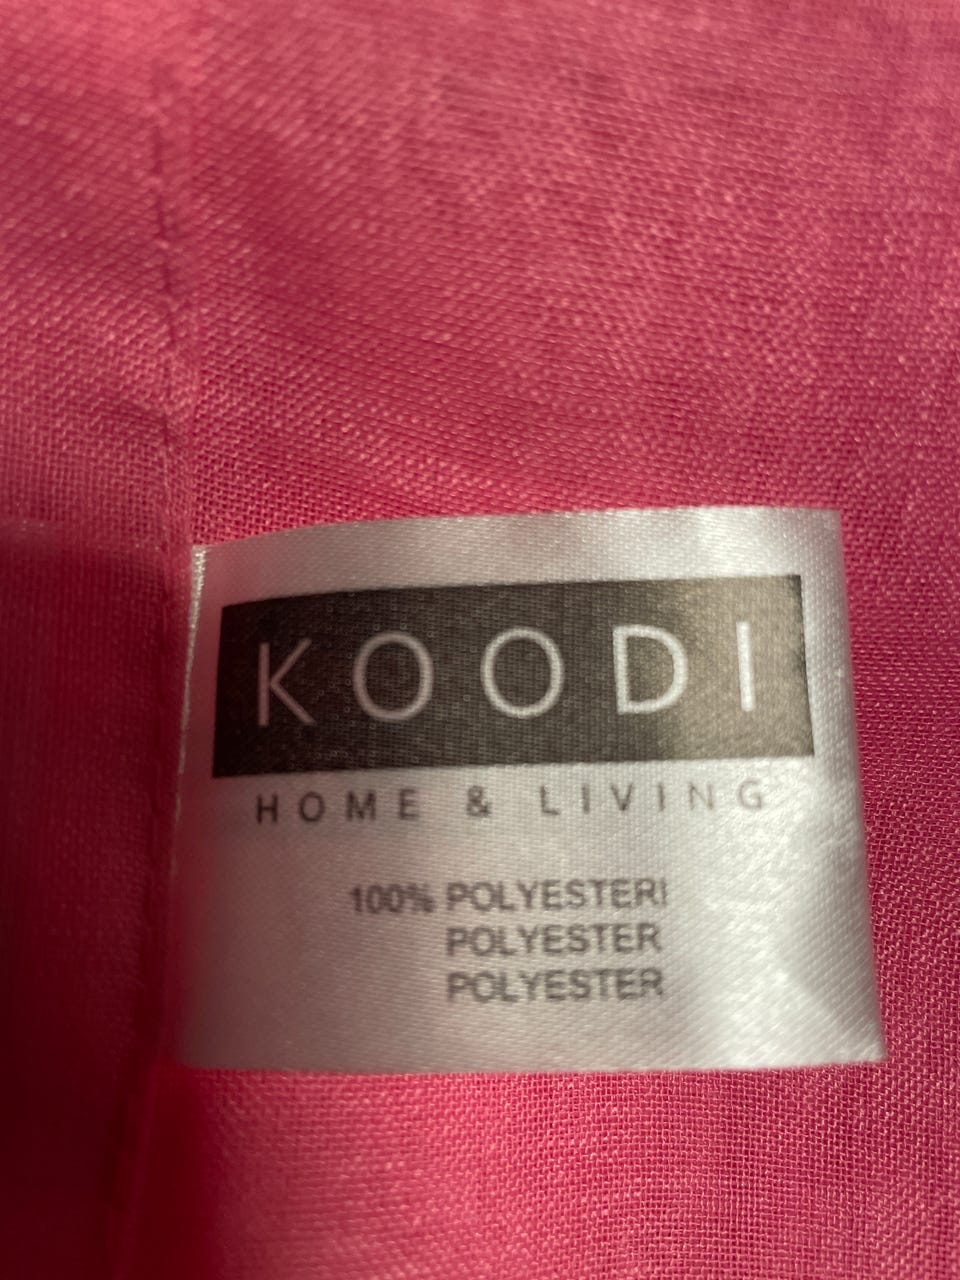 KOODI
HOME & LIVING
100% POLYESTERI
POLYESTER
POLYESTER